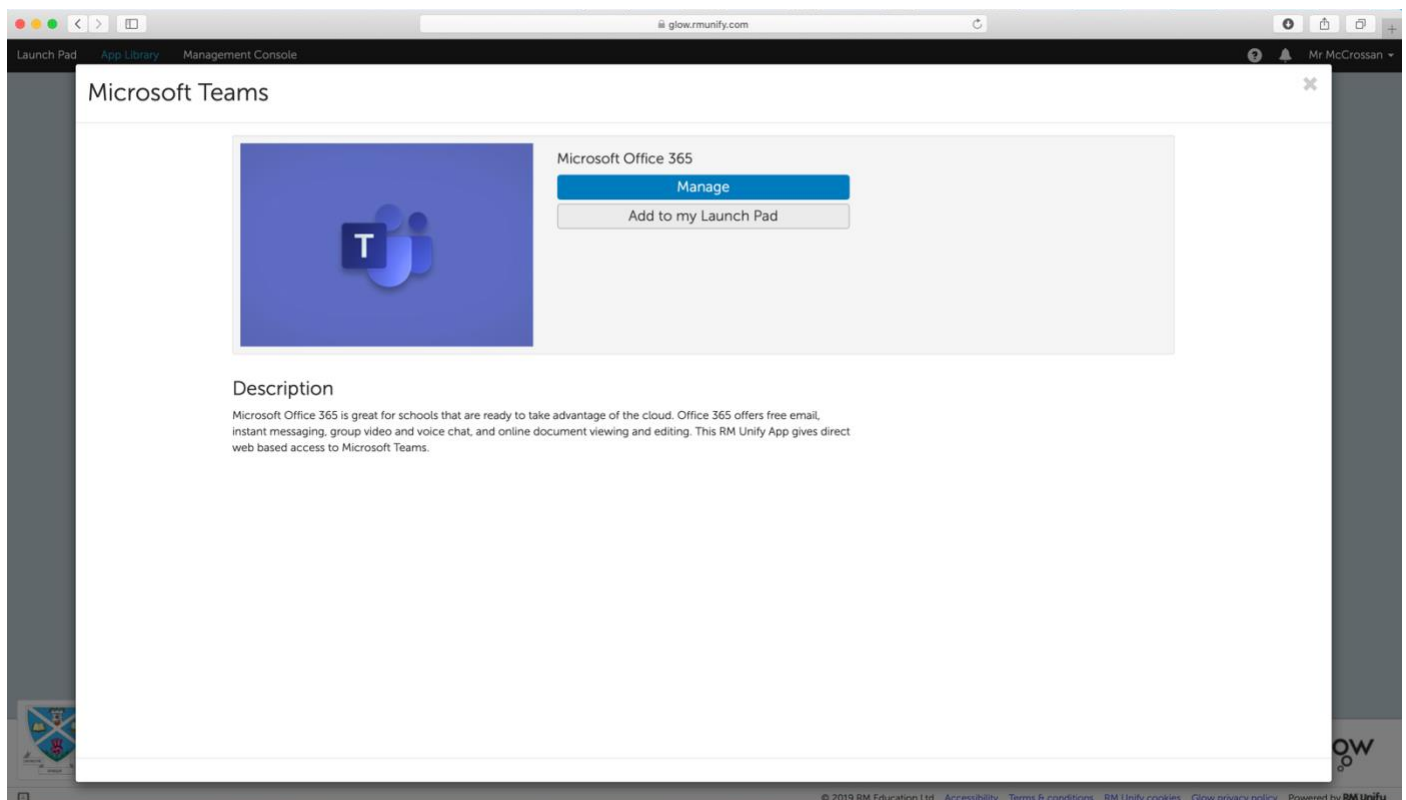 glow.rmunify.com
Launch Pad App Library Management Console
Mr McCrossan
Microsoft Teams
T
Microsoft Office 365
Manage
Add to my Launch Pad
Description
Microsoft Office 365 is great for schools that are ready to take advantage of the cloud. Office 365 offers free email,
instant messaging, group video and voice chat, and online document viewing and editing. This RM Unify App gives direct
web based access to Microsoft Teams.
ow
© 2019 RM Education Ltd Accessibility Terms & conditions RM Unify cookies Glow privacy policy Powered by RM Unify